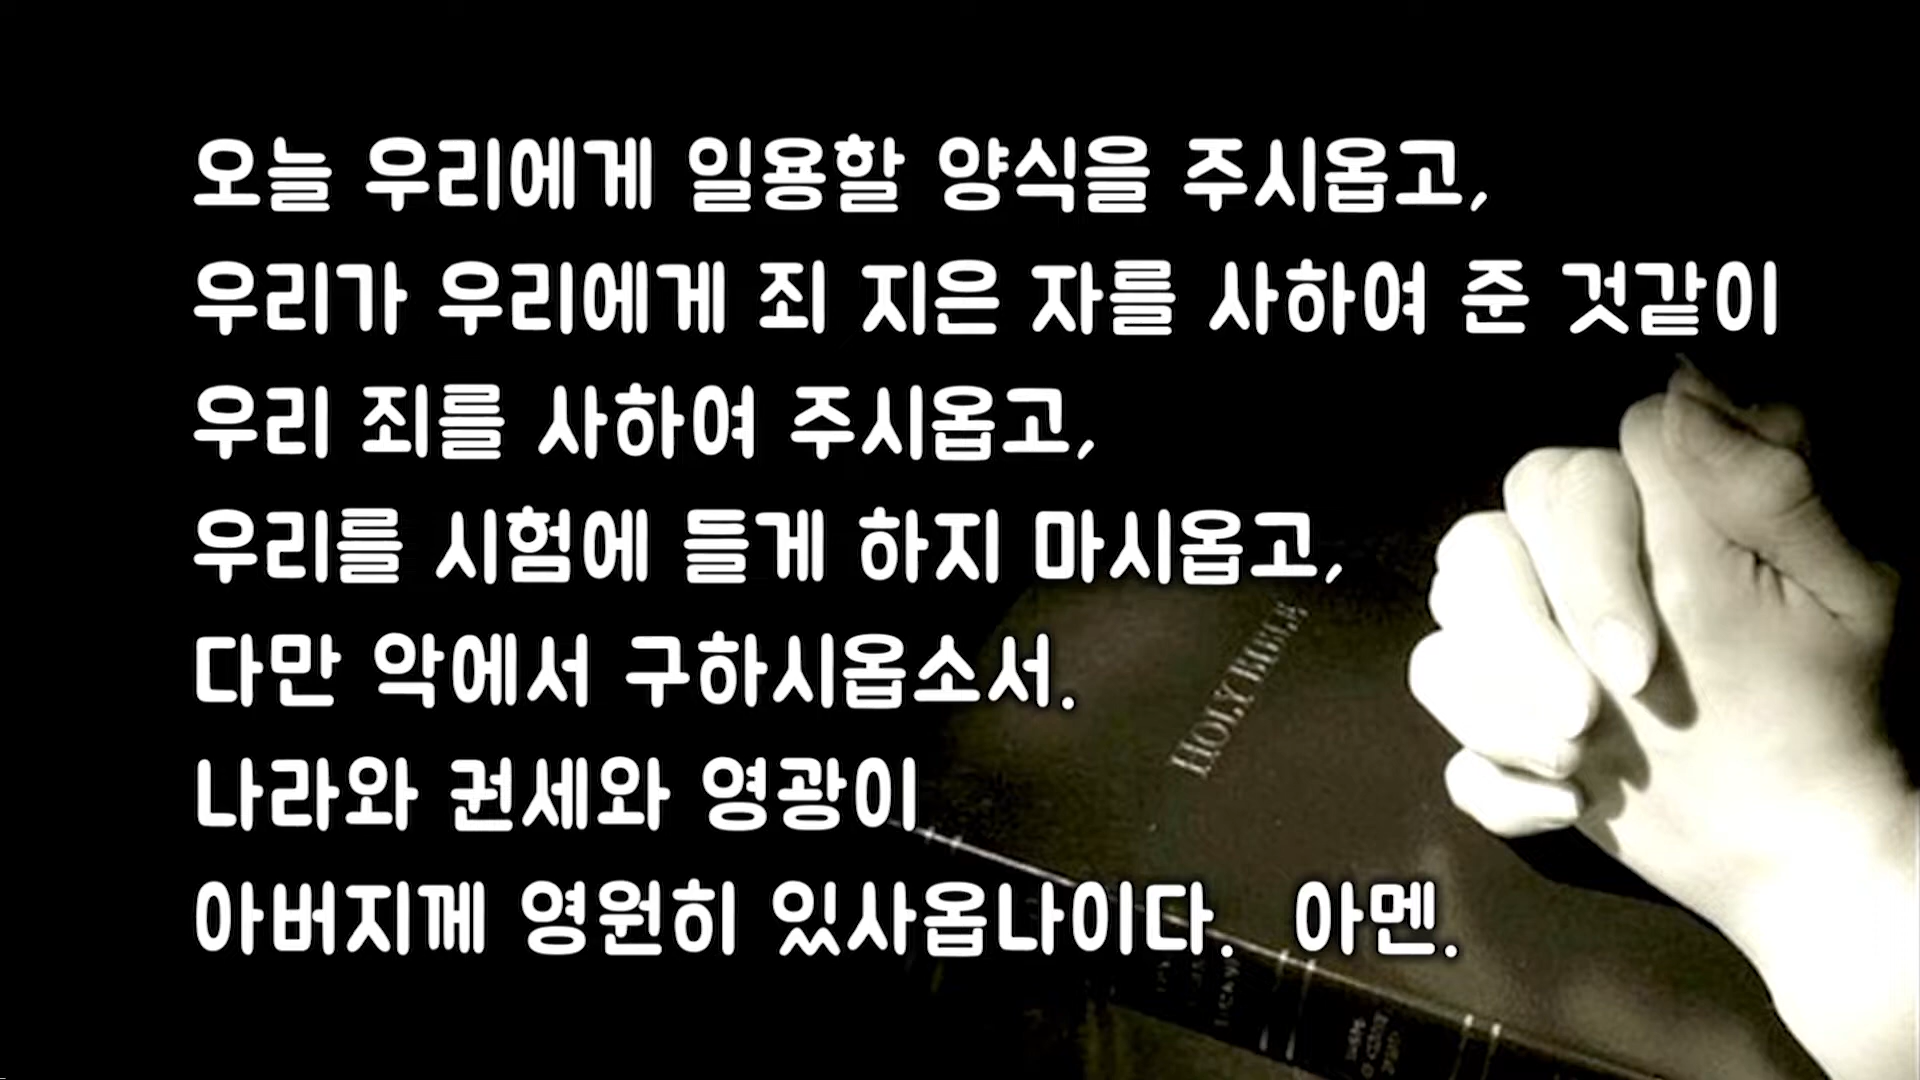 오늘 우리에게 일용할 양식을 주시옵고,
우리가 우리에게 죄 지은 자를 사하여 준 것같이
우리 죄를 사하여 주시옵고,
우리를 시험에 들게 하지 마시옵고,
다만 악에서 구하시옵소서.
나라와 권세와 영광이
아버지께 영원히 있사옵나이다. 아멘.
HOLY BIBLE